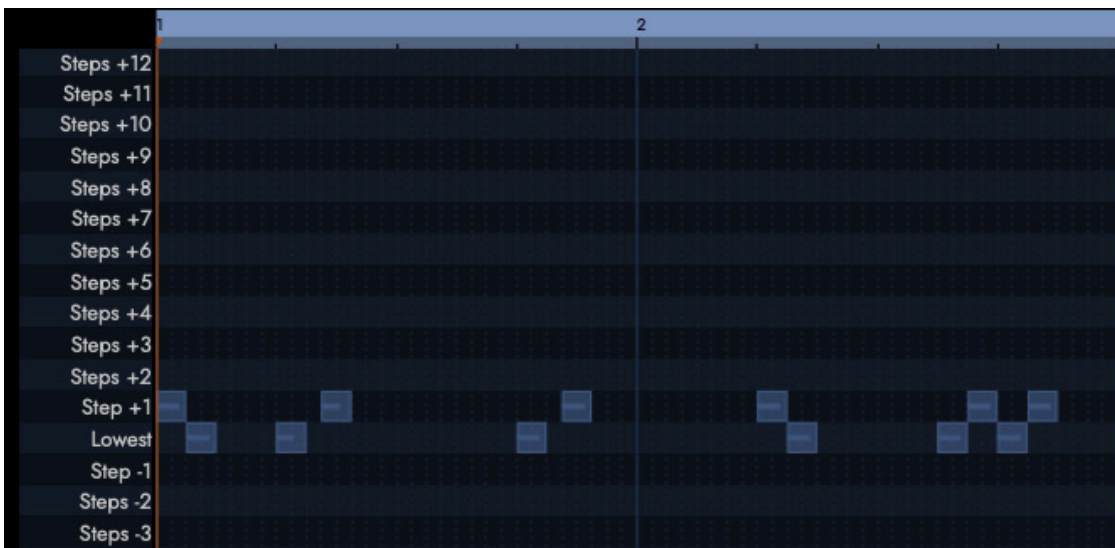 1 2
Steps +12
Steps +11
Steps +10
Steps +9
Steps +8
Steps +7
Steps +6
Steps +5
Steps +4
Steps +3
Steps +2
Step +1
Lowest
Step -1
Steps -2
Steps -3